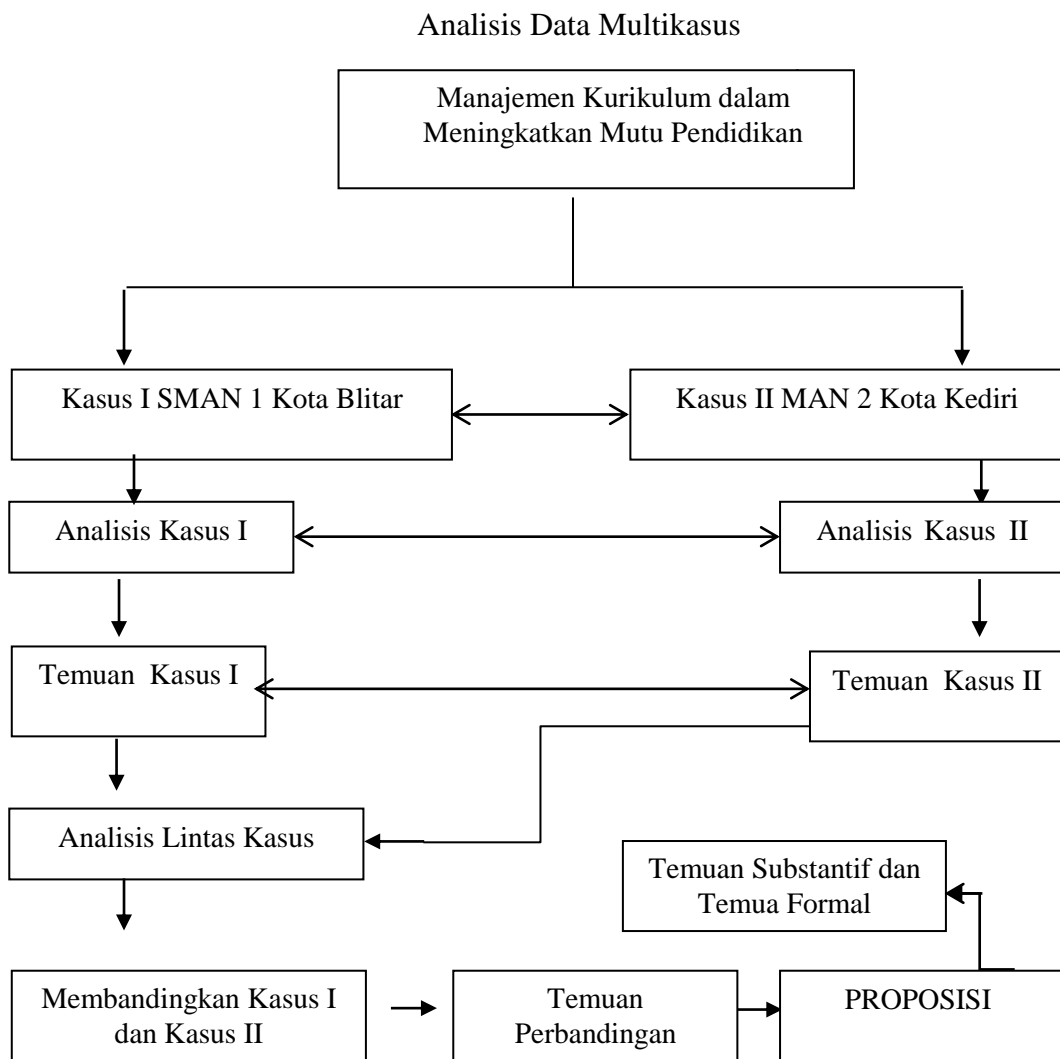 Analisis Data Multikasus
Manajemen Kurikulum dalam
Meningkatkan Mutu Pendidikan
Kasus I SMAN 1 Kota Blitar
Kasus II MAN 2 Kota Kediri
Analisis Kasus I
Analisis Kasus II
Temuan Kasus I
Temuan Kasus II
Analisis Lintas Kasus
Temuan Substantif dan
Temua Formal
Membandingkan Kasus I
dan Kasus II
Temuan
Perbandingan
PROPOSISI